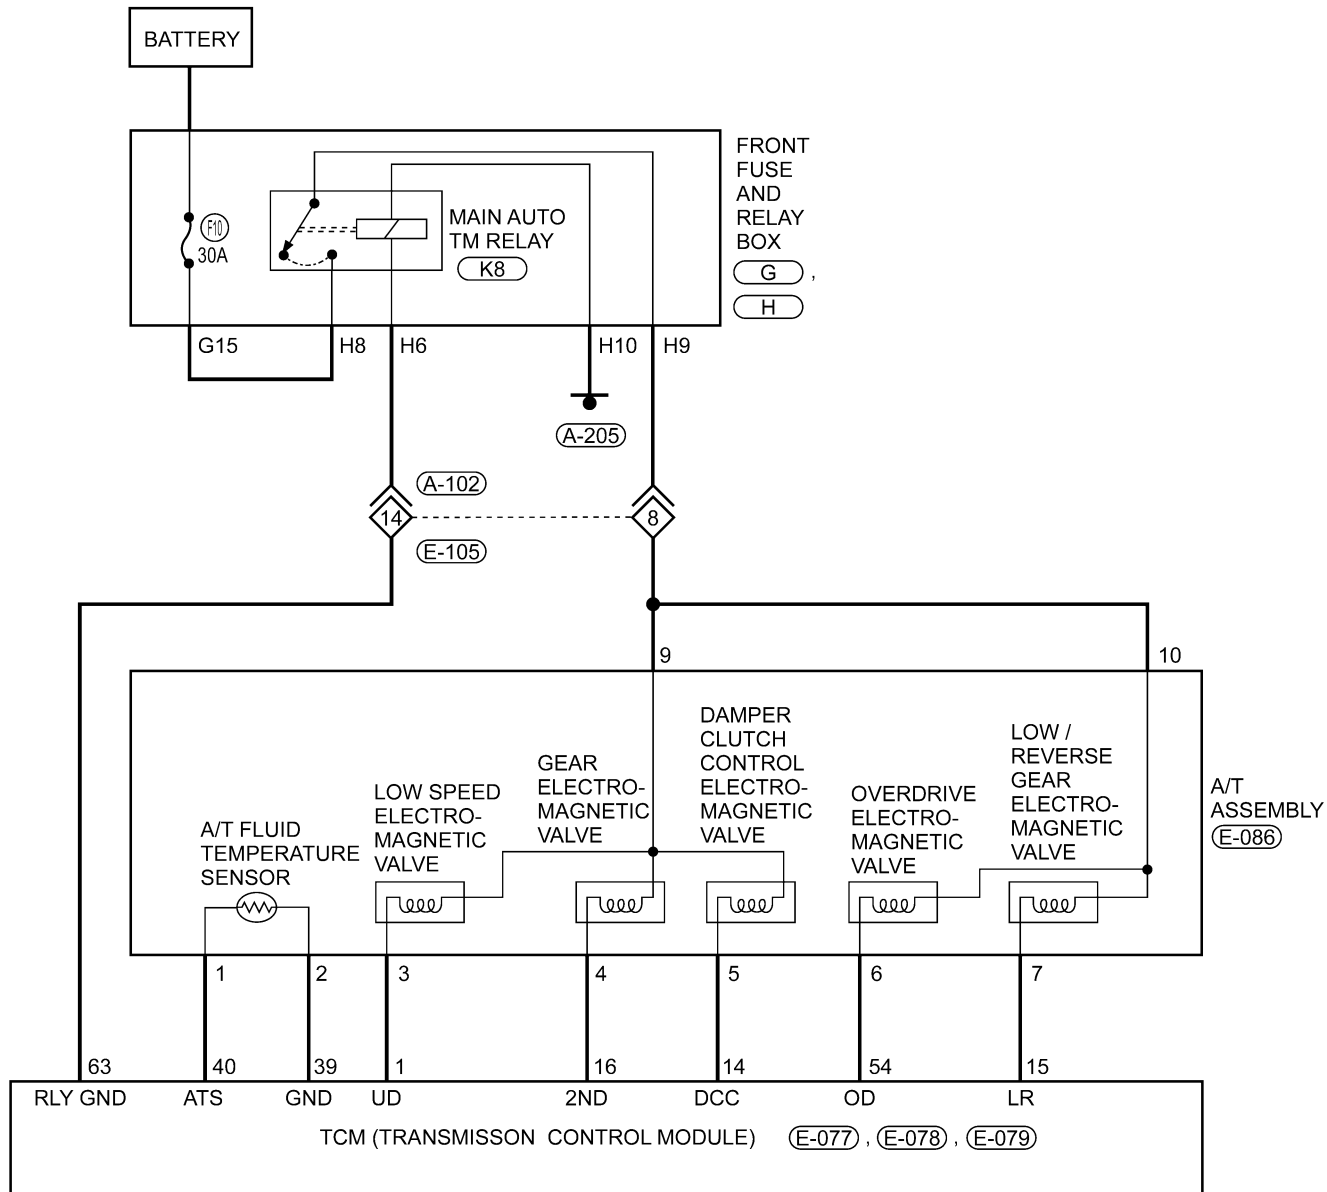 BATTERY
FRONT
FUSE
AND
RELAY
BOX
G ,
H
F10
30A
MAIN AUTO
TM RELAY
K8
G15
H8
H6
H10
H9
A-205
A-102
14
8
E-105
9
10
DAMPER
CLUTCH
CONTROL
ELECTRO-
MAGNETIC
VALVE
LOW /
REVERSE
GEAR
ELECTRO-
MAGNETIC
VALVE
GEAR
ELECTRO-
MAGNETIC
VALVE
LOW SPEED
ELECTRO-
MAGNETIC
VALVE
OVERDRIVE
ELECTRO-
MAGNETIC
VALVE
A/T
ASSEMBLY
E-086
A/T FLUID
TEMPERATURE
SENSOR
1
2
3
4
5
6
7
63
40
39
1
16
14
54
15
RLY GND
ATS
GND
UD
2ND
DCC
OD
LR
TCM (TRANSMISSON CONTROL MODULE) E-077 , E-078 , E-079